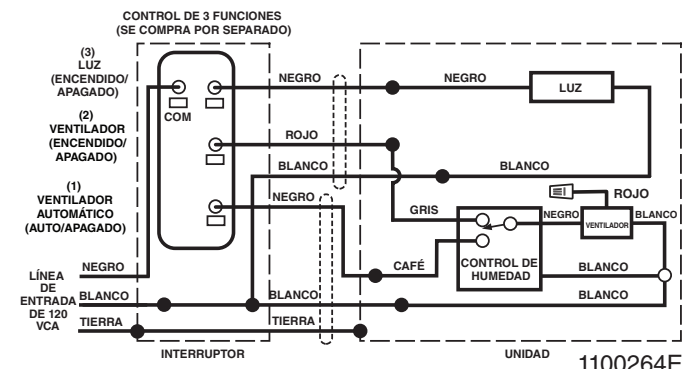 CONTROL DE 3 FUNCIONES
(SE COMPRA POR SEPARADO)
(3)
LUZ
(ENCENDIDO/
APAGADO)
(2)
VENTILADOR
(ENCENDIDO/
APAGADO)
(1)
VENTILADOR
AUTOMÁTICO
(AUTO/APAGADO)
COM
NEGRO
NEGRO
LUZ
ROJO
BLANCO
BLANCO
NEGRO
GRIS
ROJO
NEGRO
VENTILADOR
BLANCO
CAFÉ
CONTROL DE
HUMEDAD
BLANCO
LÍNEA
DE
ENTRADA
DE 120
VCA
NEGRO
BLANCO
BLANCO
BLANCO
TIERRA
TIERRA
INTERRUPTOR
UNIDAD
1100264E